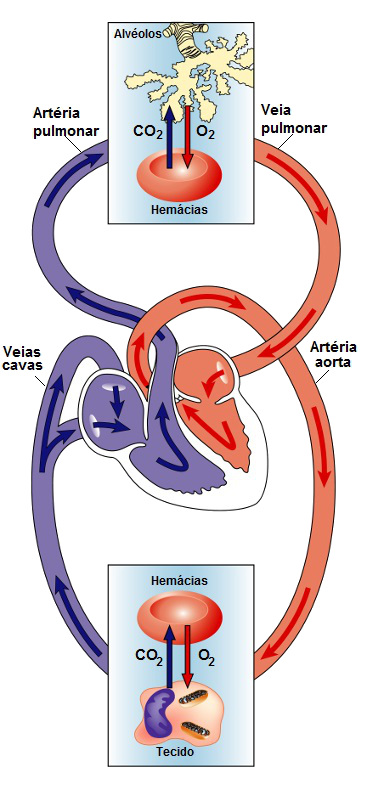 Alvéolos
CO2
O2
Hemácias
Artéria
pulmonar
Veia
pulmonar
Veias
cavas
Artéria
aorta
Hemácias
CO2
O2
Tecido